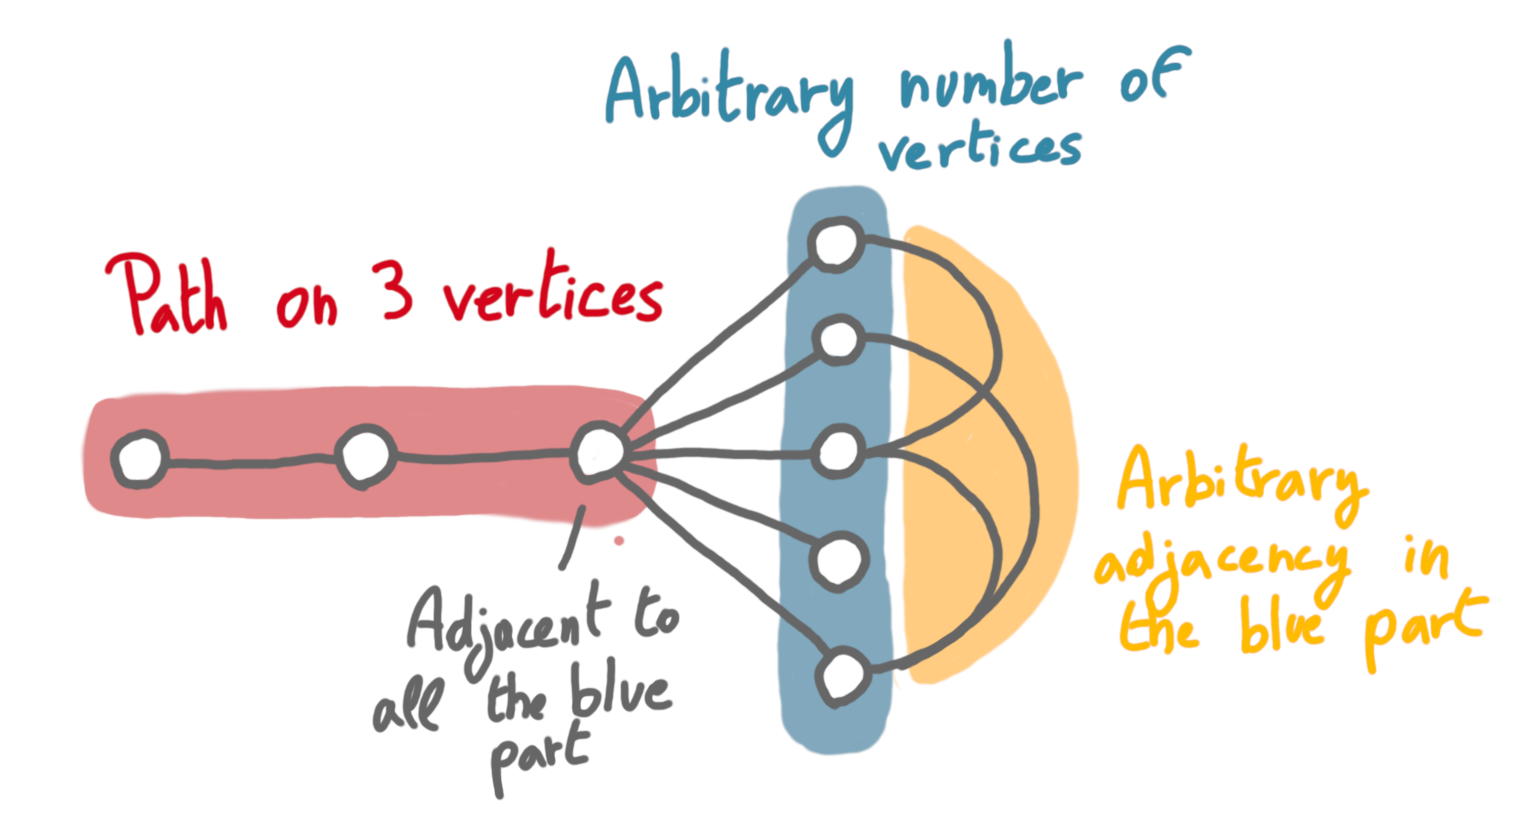 Arbitrary number of
vertices
Path on 3 vertices
Adjacent to
all the blue
part
Arbitrary
adjacency in
the blue part